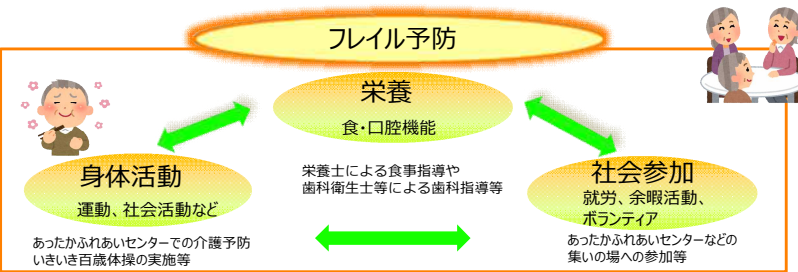 フレイル予防
栄養
食・口腔機能
栄養士による食事指導や
歯科衛生士等による歯科指導等
身体活動
運動、社会活動など
あったかふれあいセンターでの介護予防
いきいき百歳体操の実施等
社会参加
就労、余暇活動、
ボランティア
あったかふれあいセンターなどの
集いの場への参加等